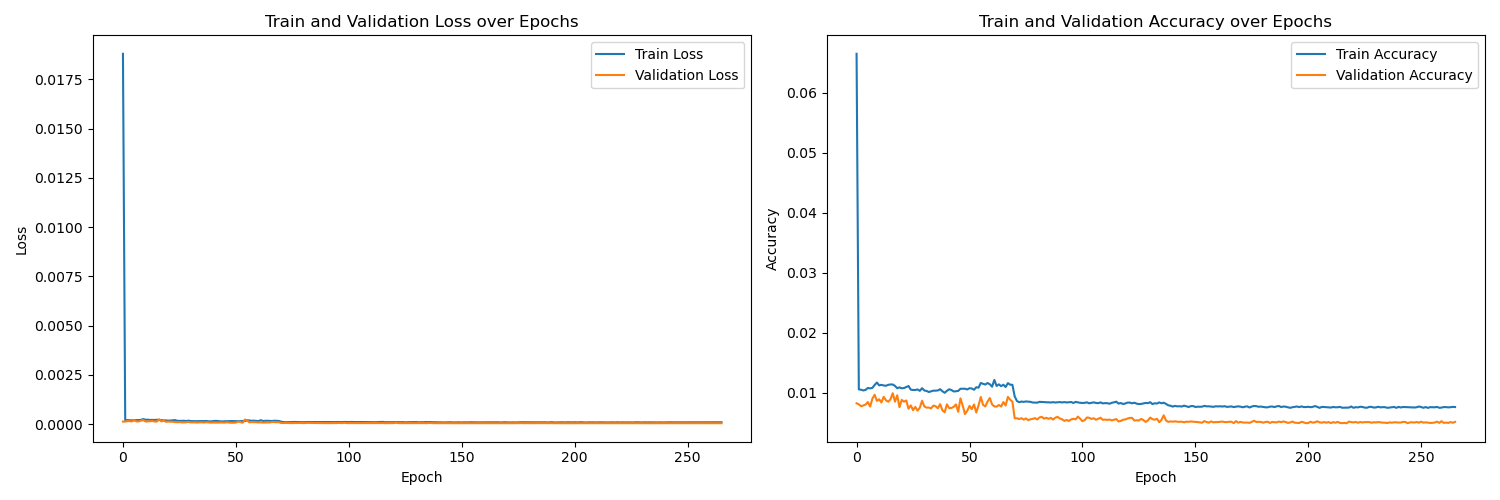 Train and Validation Loss over Epochs
Train Loss
Validation Loss
0.0175
0.0150
0.0125
0.0100
0.0075
0.0050
0.0025
0.0000
Loss
0 50 100 150 200 250
Epoch
Train and Validation Accuracy over Epochs
Train Accuracy
Validation Accuracy
0.06
0.05
0.04
0.03
0.02
0.01
Accuracy
0 50 100 150 200 250
Epoch